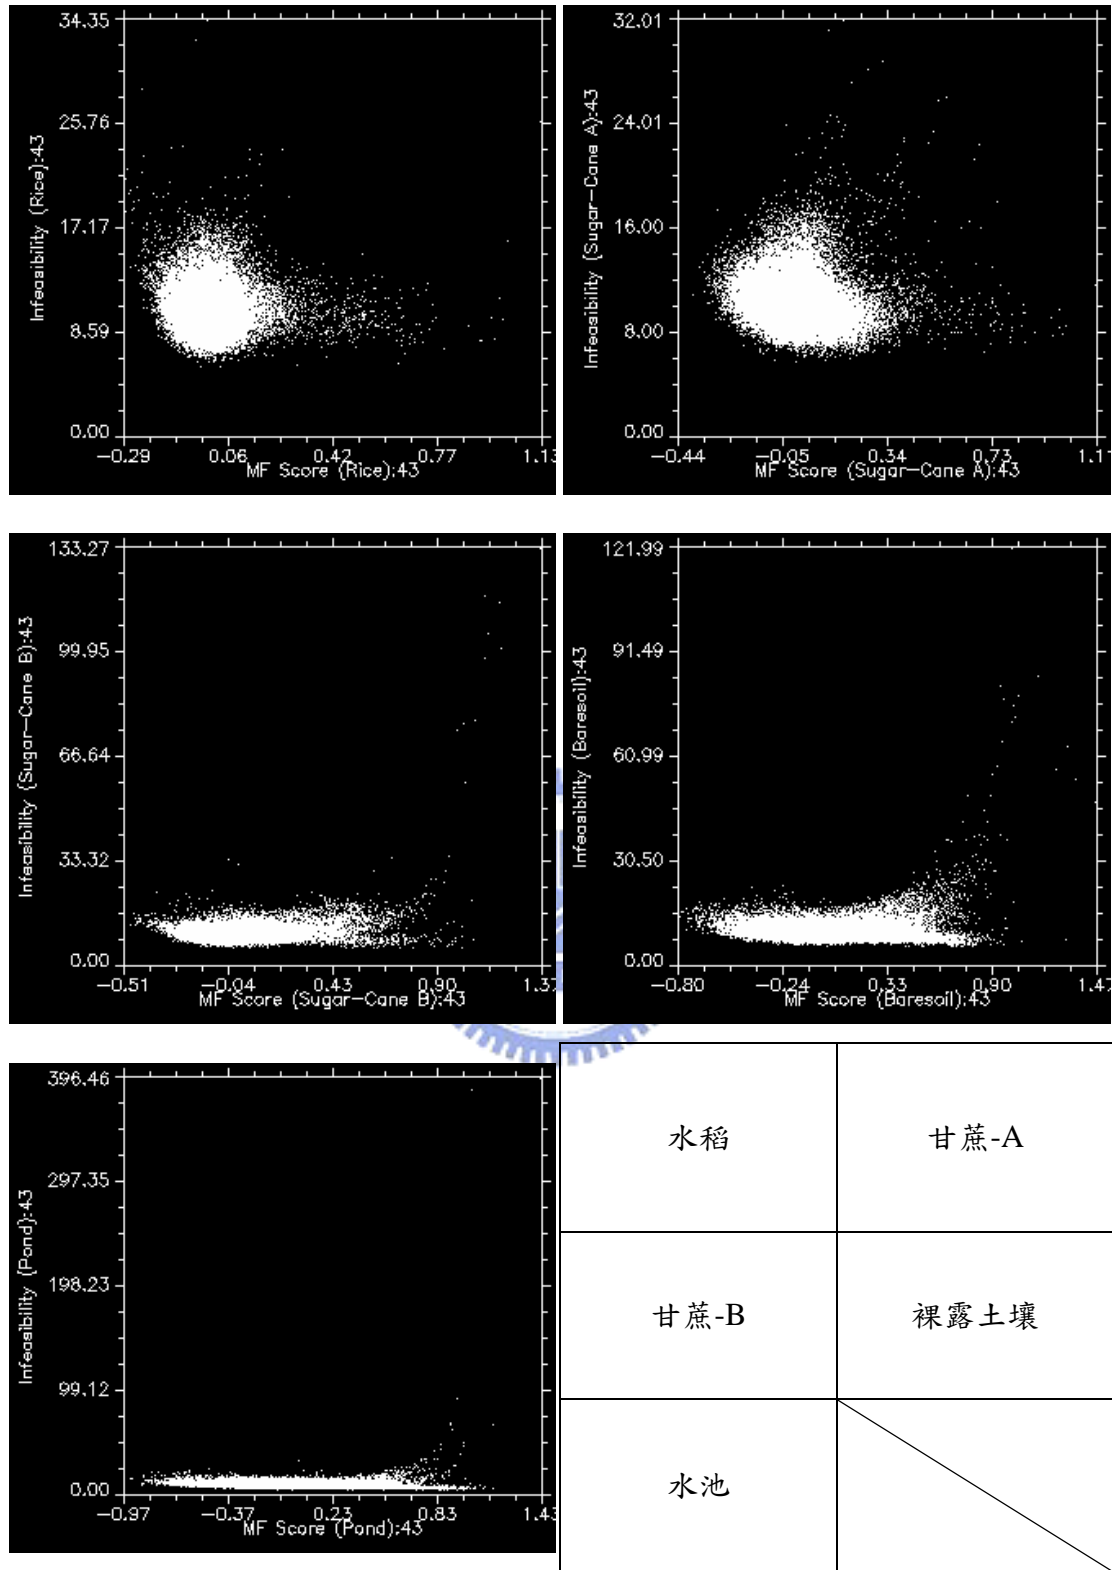 34.35
25.76
17.17
8.59
0.00
Infeasibility (Rice):43
-0.29 0.06 0.42 0.77 1.13
MF Score (Rice):43
32.01
24.01
16.00
8.00
0.00
Infeasibility (Sugar-Cane A):43
-0.44 -0.05 0.34 0.73 1.11
MF Score (Sugar-Cane A):43
133.27
99.95
66.64
33.32
0.00
Infeasibility (Sugar-Cane B):43
-0.51 -0.04 0.43 0.90 1.37
MF Score (Sugar-Cane B):43
121.99
91.49
60.99
30.50
0.00
Infeasibility (Baresoil):43
-0.80 -0.24 0.33 0.90 1.47
MF Score (Baresoil):43
396.46
297.35
198.23
99.12
0.00
Infeasibility (Pond):43
-0.97 -0.37 0.23 0.83 1.43
MF Score (Pond):43
水稻 甘蔗-A
甘蔗-B 裸露土壤
水池